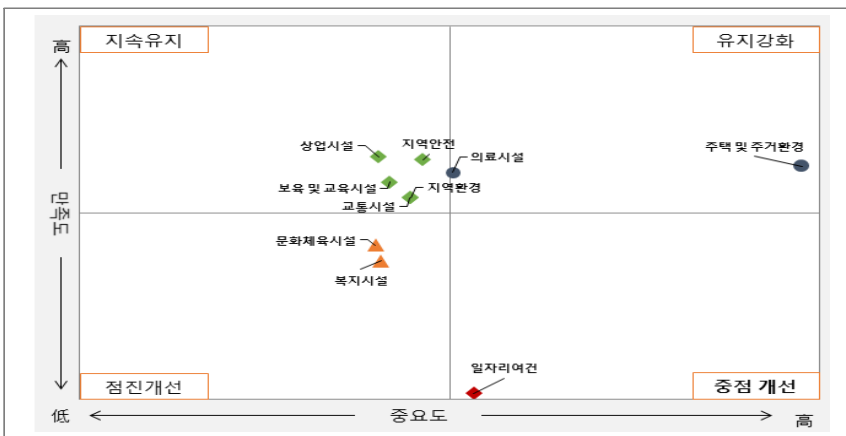 高
지속유지
유지강화
상업시설
지역안전
의료시설
주택 및 주거환경
보육 및 교육시설
지역환경
교통시설
만족도
문화체육시설
복지시설
일자리여건
점진개선
중점 개선
低
중요도
高